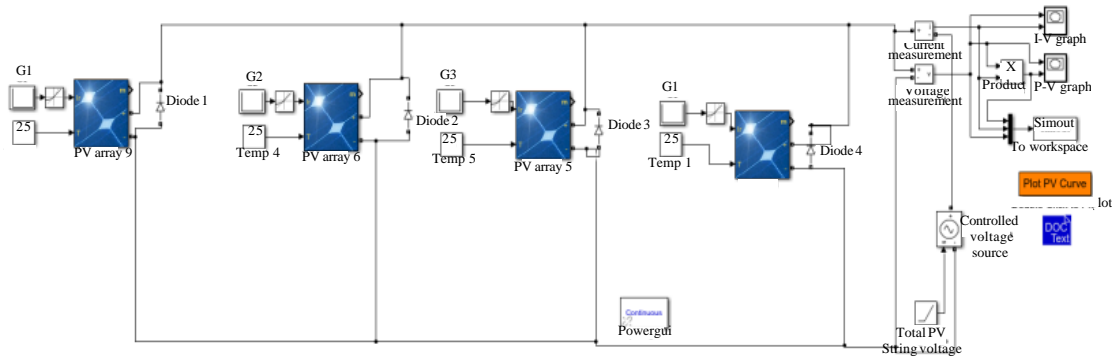 G1
25
PV array 9
Diode 1
G2
25
Temp 4
PV array 6
Diode 2
G3
25
Temp 5
PV array 5
Diode 3
G1
25
Temp 1
Diode 4
Current
measurement
Voltage
measurement
X
Product
I-V graph
P-V graph
Simout
To workspace
Plot PV Curve
lot
DOC
Text
Controlled
voltage
source
Continuous
Powergui
Total PV
String voltage